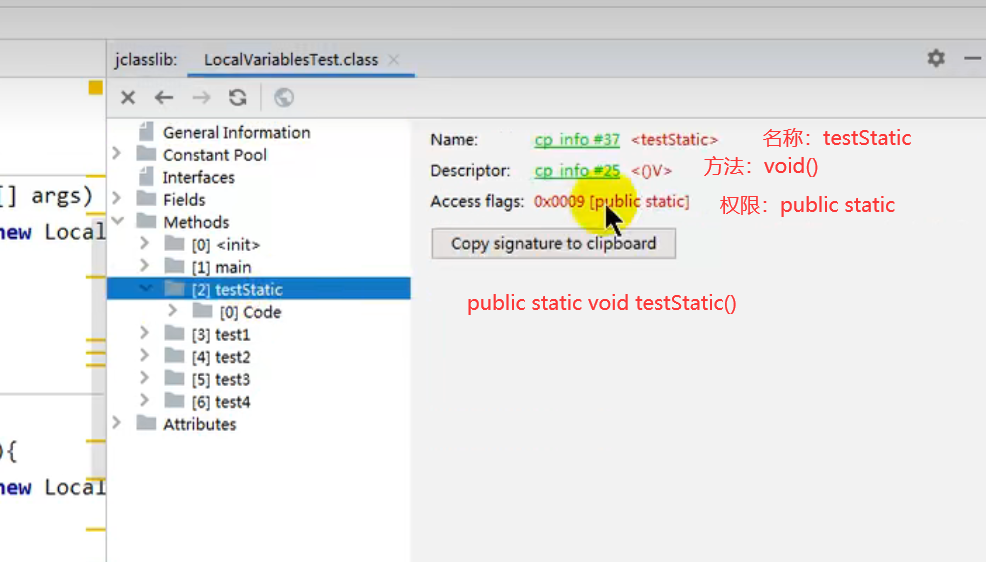 jclasslib: LocalVariablesTest.class
General Information
Constant Pool
Interfaces
Fields
Methods
[0] <init>
[1] main
[2] testStatic
[0] Code
[3] test1
[4] test2
[5] test3
[6] test4
Attributes
[] args)
new Local
){
new Local
Name: cp_info #37 <testStatic> 名称：testStatic
Descriptor: cp_info #25 <()V> 方法：void()
Access flags: 0x0009 [public static] 权限：public static
Copy signature to clipboard
public static void testStatic()